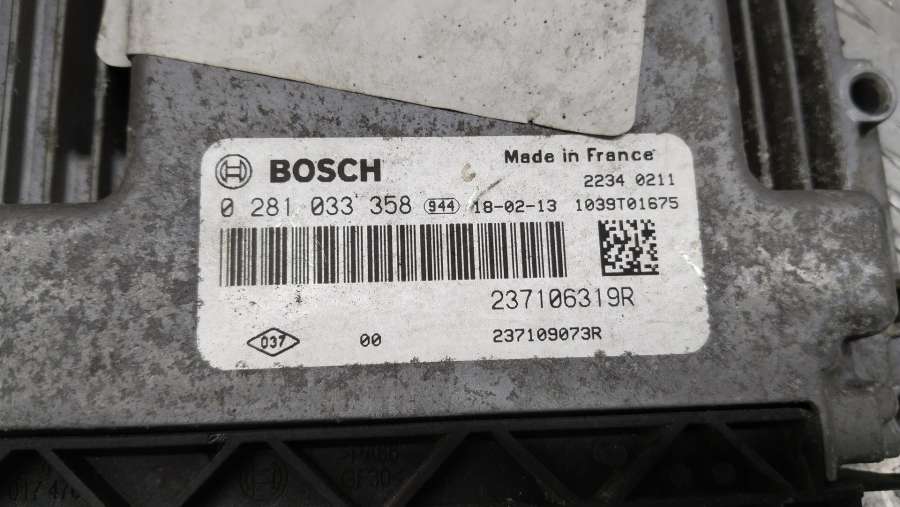 BOSCH
Made in France
2234 0211
0 281 033 358 944 18-02-13 1039T01675
237106319R
037 00 237109073R